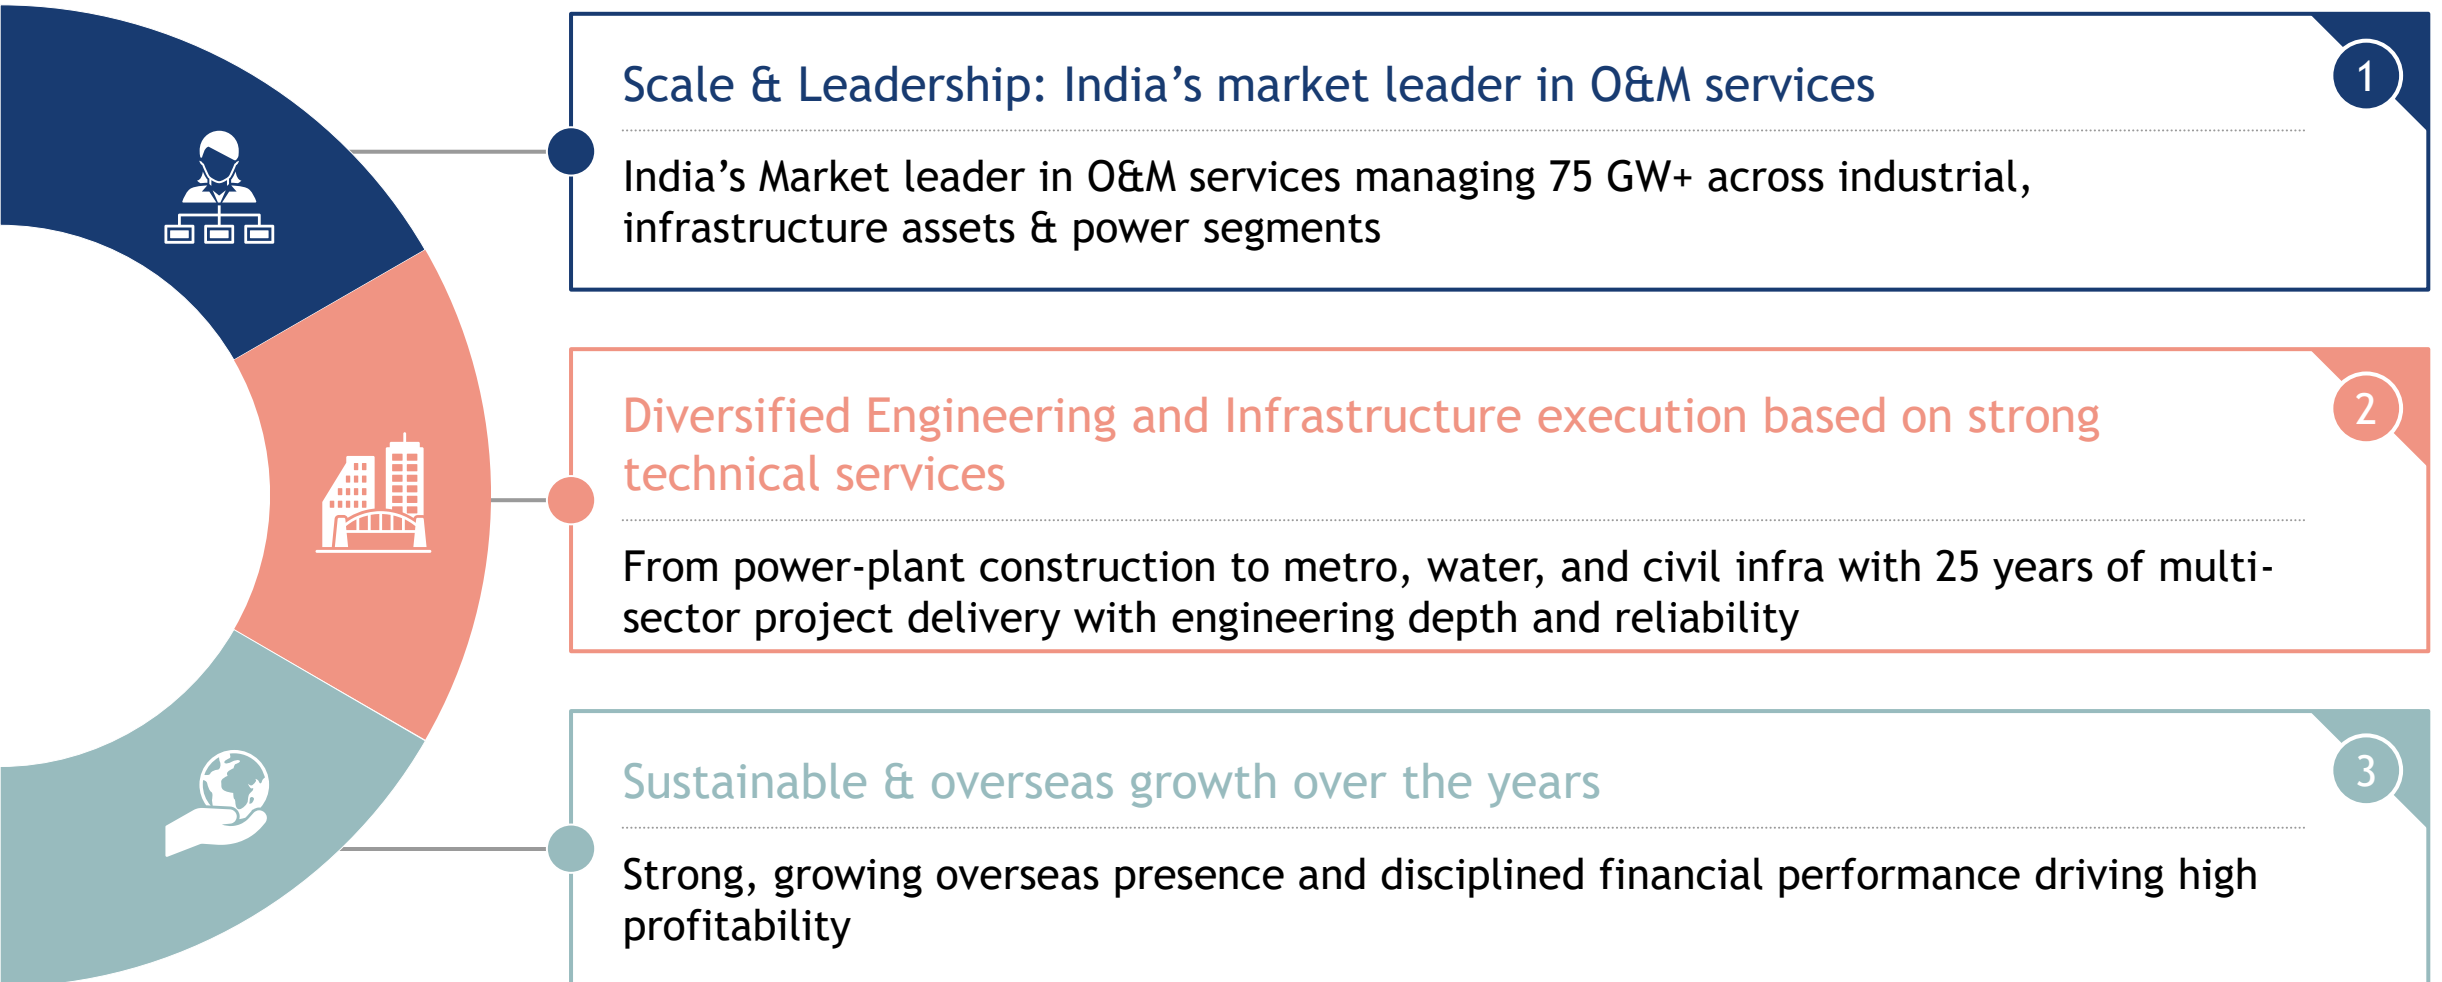 Scale & Leadership: India’s market leader in O&M services
1
India’s Market leader in O&M services managing 75 GW+ across industrial,
infrastructure assets & power segments
Diversified Engineering and Infrastructure execution based on strong
technical services
2
From power-plant construction to metro, water, and civil infra with 25 years of multi-
sector project delivery with engineering depth and reliability
Sustainable & overseas growth over the years
3
Strong, growing overseas presence and disciplined financial performance driving high
profitability